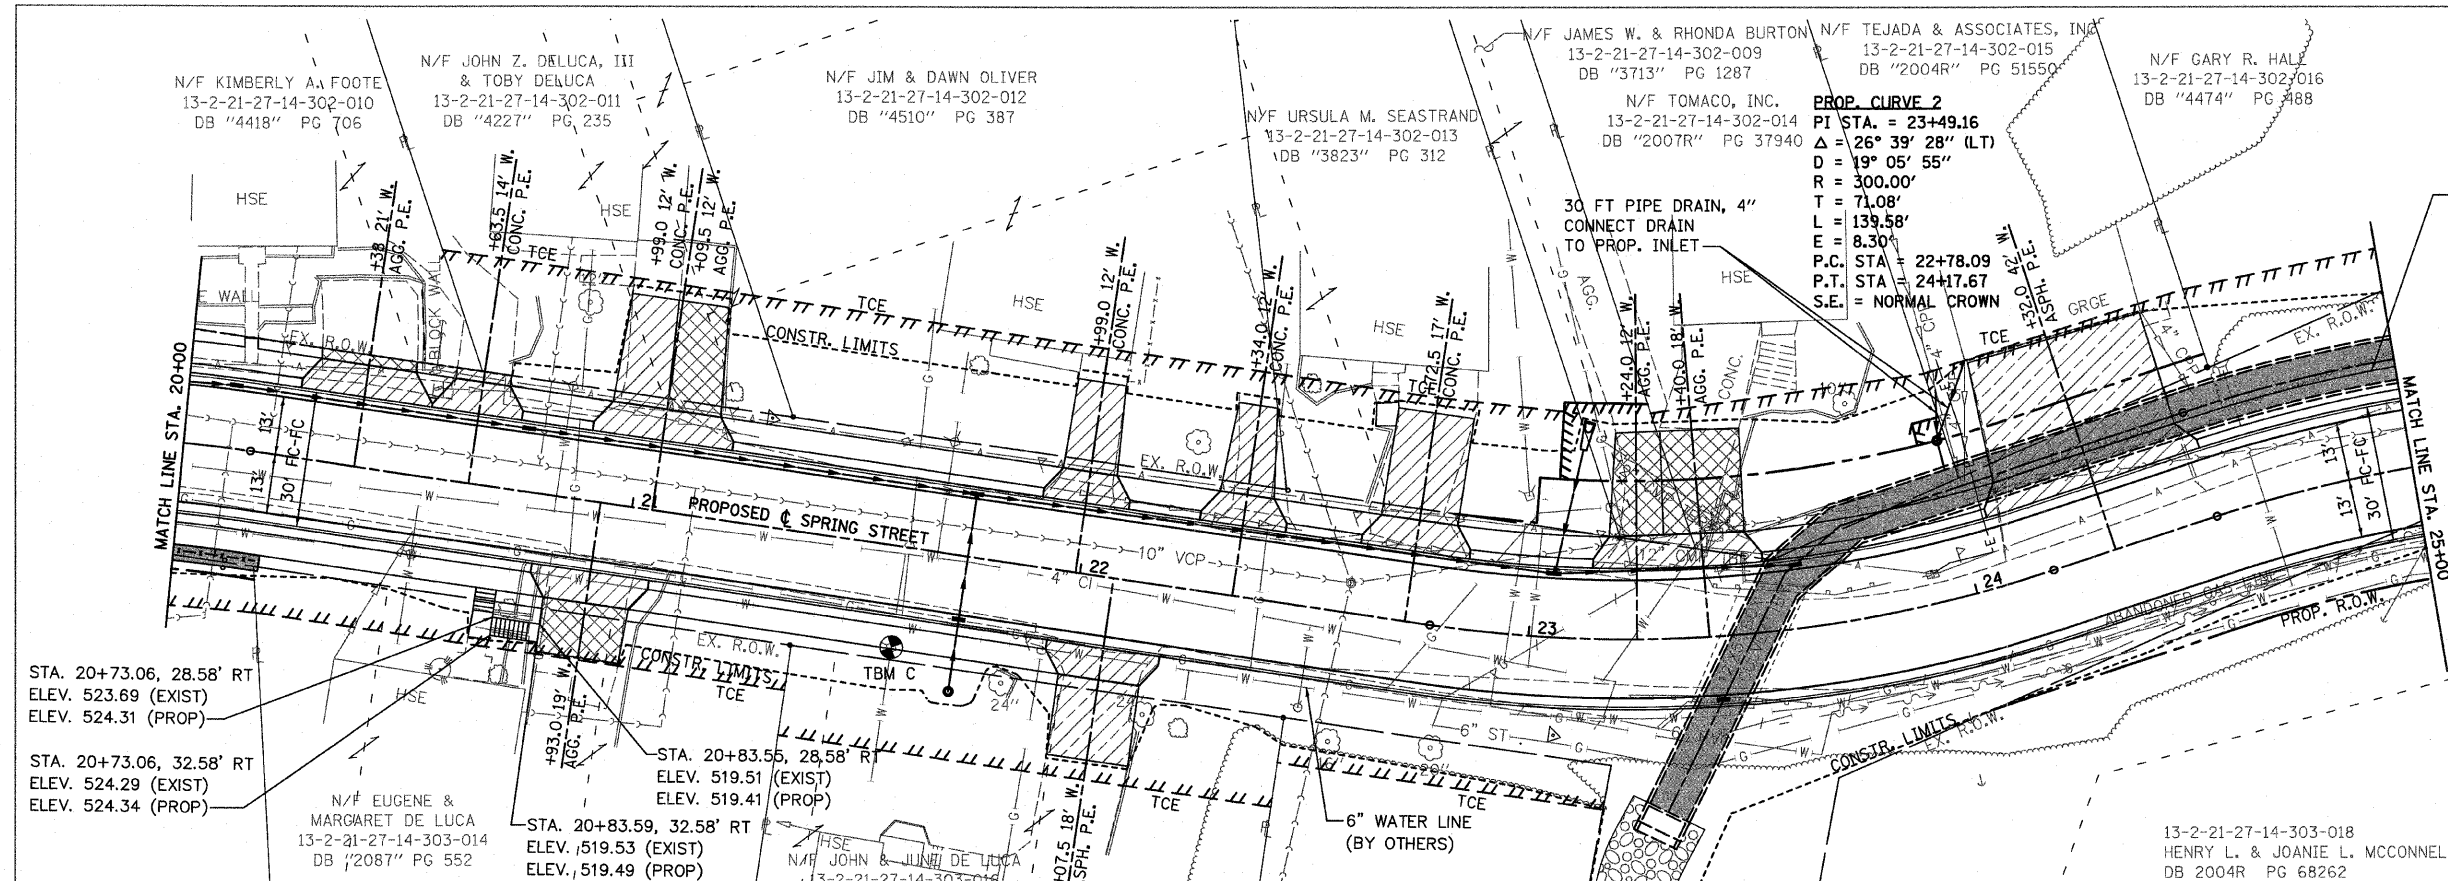 N/F KIMBERLY A. FOOTE
13-2-21-27-14-302-010
DB "4418" PG 706
N/F JOHN Z. DELUCA, III
& TOBY DELUCA
13-2-21-27-14-302-011
DB "4227" PG 235
N/F JIM & DAWN OLIVER
13-2-21-27-14-302-012
DB "4510" PG 387
N/F URSULA M. SEASTRAND
13-2-21-27-14-302-013
DB "3823" PG 312
N/F JAMES W. & RHONDA BURTON
13-2-21-27-14-302-009
DB "3713" PG 1287
N/F TOMACO, INC.
13-2-21-27-14-302-014
DB "2007R" PG 37940
N/F TEJADA & ASSOCIATES, INC
13-2-21-27-14-302-015
DB "2004R" PG 51550
N/F GARY R. HALE
13-2-21-27-14-302-016
DB "4474" PG 488
PROP. CURVE 2
PI STA. = 23+49.16
Δ = 26° 39' 28" (LT)
D = 19° 05' 55"
R = 300.00'
T = 71.08'
L = 139.58'
E = 8.30'
P.C. STA = 22+78.09
P.T. STA = 24+17.67
S.E. = NORMAL CROWN
30 FT PIPE DRAIN, 4"
CONNECT DRAIN
TO PROP. INLET
HSE
HSE
HSE
HSE
HSE
GRGE
+38 21' W.
AGG. P.E.
+63.5 14' W.
CONC. P.E.
+99.0 12' W.
CONC. P.E.
+09.5 12' W.
AGG. P.E.
+99.0 12' W.
CONC. P.E.
+34.0 12' W.
CONC. P.E.
+72.5 17' W.
CONC. P.E.
+24.0 12' W.
AGG. P.E.
+40.0 18' W.
AGG. P.E.
+32.0 42' W.
ASPH. P.E.
TCE
TCE
TCE
TCE
CONSTR. LIMITS
AGG.
CONC.
E WALL
BLOCK WALL
EX. R.O.W.
EX. R.O.W.
EX. R.O.W.
MATCH LINE STA. 20+00
MATCH LINE STA. 25+00
13'
13'
30' FC-FC
13'
13'
30' FC-FC
21
22
23
24
PROPOSED ℄ SPRING STREET
10" VCP
4" CI
ABANDONED GAS LINE
PROP. R.O.W.
EX. R.O.W.
CONSTR. LIMITS
EX. R.O.W.
CONSTR. LIMITS
TCE
TBM C
24"
24"
6" ST
TCE
TCE
6" WATER LINE
(BY OTHERS)
STA. 20+73.06, 28.58' RT
ELEV. 523.69 (EXIST)
ELEV. 524.31 (PROP)
STA. 20+73.06, 32.58' RT
ELEV. 524.29 (EXIST)
ELEV. 524.34 (PROP)
STA. 20+83.55, 28.58' RT
ELEV. 519.51 (EXIST)
ELEV. 519.41 (PROP)
STA. 20+83.59, 32.58' RT
ELEV. 519.53 (EXIST)
ELEV. 519.49 (PROP)
+93.0 19' W.
AGG. P.E.
+07.5 18' W.
HSE
HSE
N/F EUGENE &
MARGARET DE LUCA
13-2-21-27-14-303-014
DB "2087" PG 552
N/F JOHN & JUNE DE LUCA
13-2-21-27-14-303-018
HENRY L. & JOANIE L. MCCONNEL
DB 2004R PG 68262